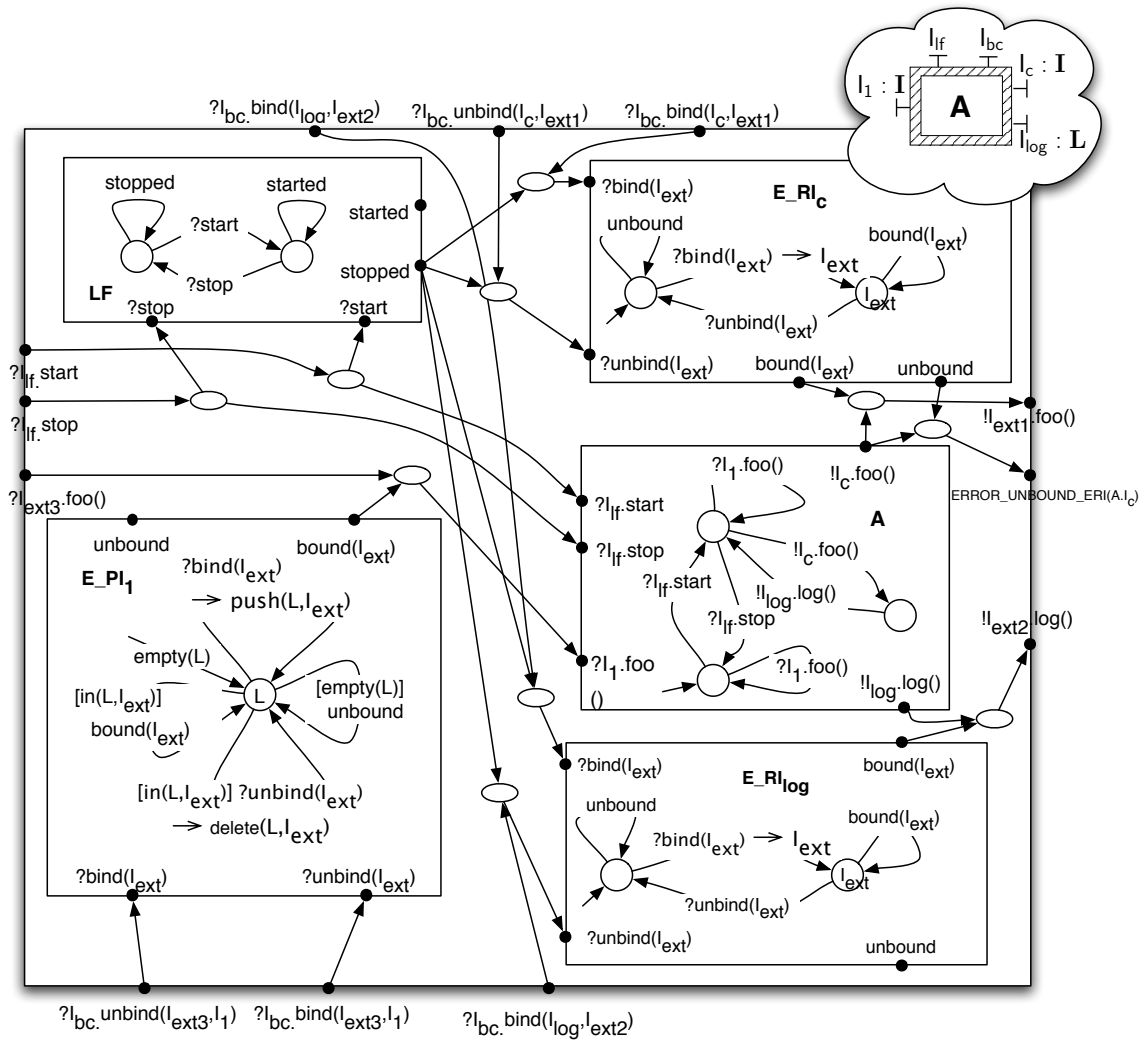 I_lf I_bc
I_c : I
I_1 : I
A
I_log : L
?I_bc.bind(I_log,I_ext2)
?I_bc.unbind(I_c,I_ext1)
?I_bc.bind(I_c,I_ext1)
stopped
started
?start
?stop
LF
started
stopped
?stop
?start
E_RI_c
?bind(I_ext)
unbound
?bind(I_ext) → I_ext
bound(I_ext)
I_ext
?unbind(I_ext)
?unbind(I_ext)
bound(I_ext)
unbound
?I_lf.start
?I_lf.stop
?I_ext3.foo()
!I_ext1.foo()
ERROR_UNBOUND_ERI(A.I_c)
!I_c.foo()
A
?I_lf.start
?I_lf.stop
?I_1.foo
()
?I_1.foo()
!I_c.foo()
?I_lf.start
!I_log.log()
?I_lf.stop
?I_1.foo()
!I_log.log()
!I_ext2.log()
unbound
bound(I_ext)
E_PI_1
?bind(I_ext)
→ push(L,I_ext)
empty(L)
[in(L,I_ext)]
bound(I_ext)
L
[empty(L)]
unbound
[in(L,I_ext)] ?unbind(I_ext)
→ delete(L,I_ext)
?bind(I_ext)
?unbind(I_ext)
bound(I_ext)
E_RI_log
?bind(I_ext)
unbound
?bind(I_ext) → I_ext
bound(I_ext)
I_ext
?unbind(I_ext)
?unbind(I_ext)
unbound
?I_bc.unbind(I_ext3,I_1)
?I_bc.bind(I_ext3,I_1)
?I_bc.bind(I_log,I_ext2)